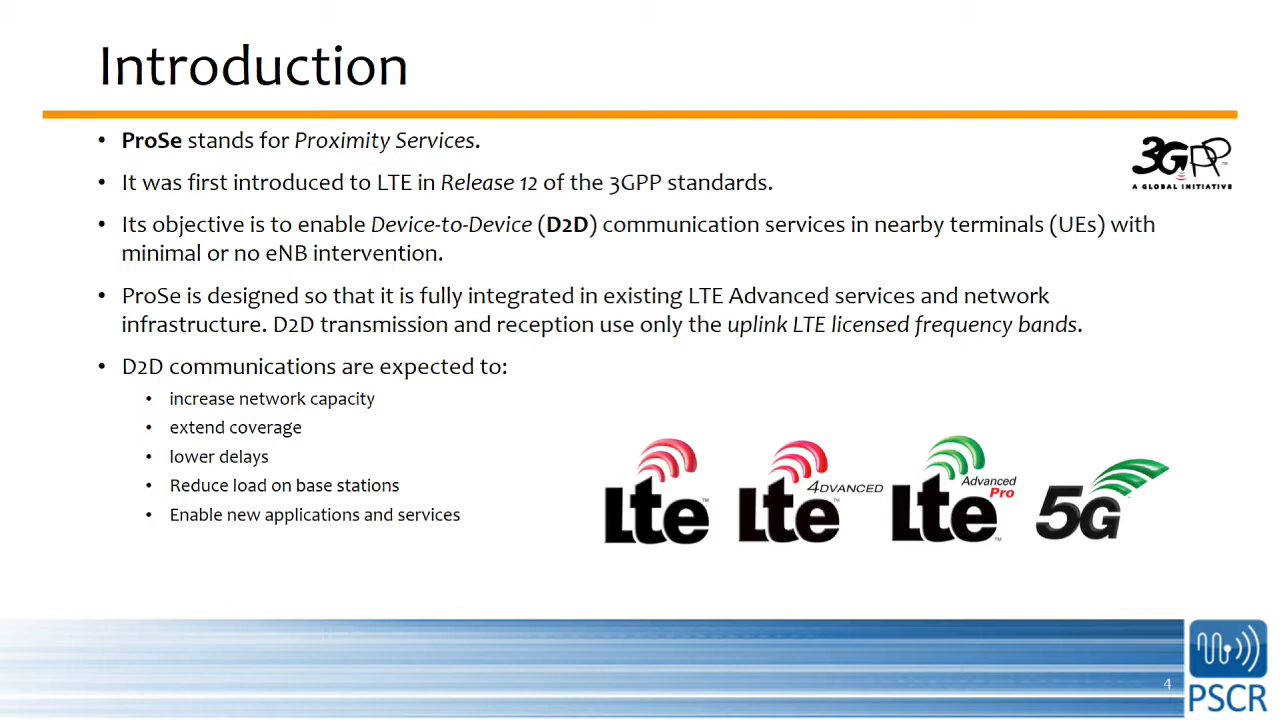 Introduction
• ProSe stands for Proximity Services.
3GPP™
A GLOBAL INITIATIVE
• It was first introduced to LTE in Release 12 of the 3GPP standards.
• Its objective is to enable Device-to-Device (D2D) communication services in nearby terminals (UEs) with
minimal or no eNB intervention.
• ProSe is designed so that it is fully integrated in existing LTE Advanced services and network
infrastructure. D2D transmission and reception use only the uplink LTE licensed frequency bands.
• D2D communications are expected to:
• increase network capacity
• extend coverage
• lower delays
• Reduce load on base stations
• Enable new applications and services
Lte™
Lte 4DVANCED™
Lte Advanced Pro™
5G™
4
PSCR